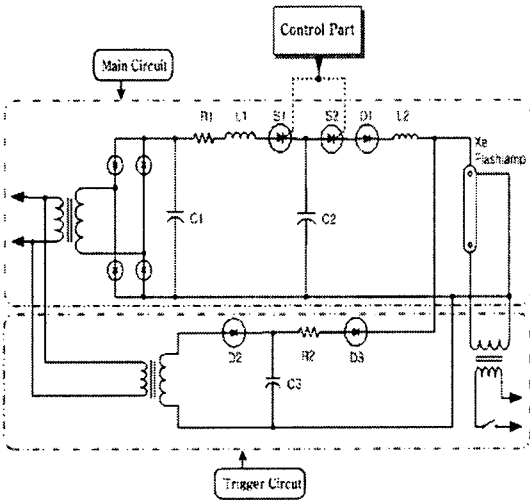 Control Part
Main Circuit
R1 L1 S1 S2 D1 L2
Xe
Flashlamp
C1
C2
D2
R2
D3
C3
Trigger Circuit